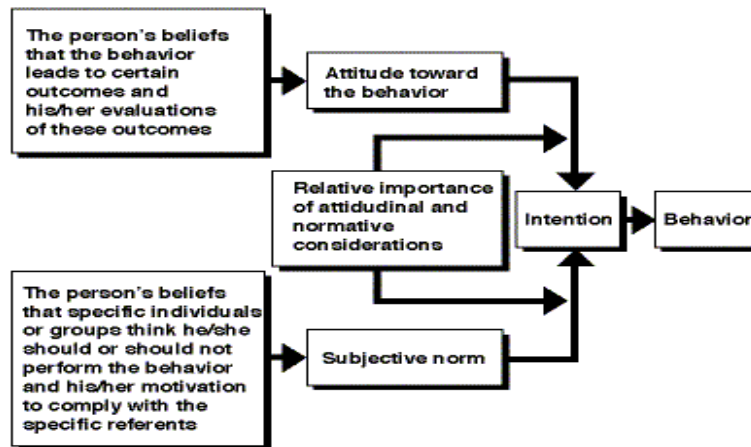 The person's beliefs
that the behavior
leads to certain
outcomes and
his/her evaluations
of these outcomes
Attitude toward
the behavior
Relative importance
of attidudinal and
normative
considerations
Intention
Behavior
The person's beliefs
that specific individuals
or groups think he/she
should or should not
perform the behavior
and his/her motivation
to comply with the
specific referents
Subjective norm